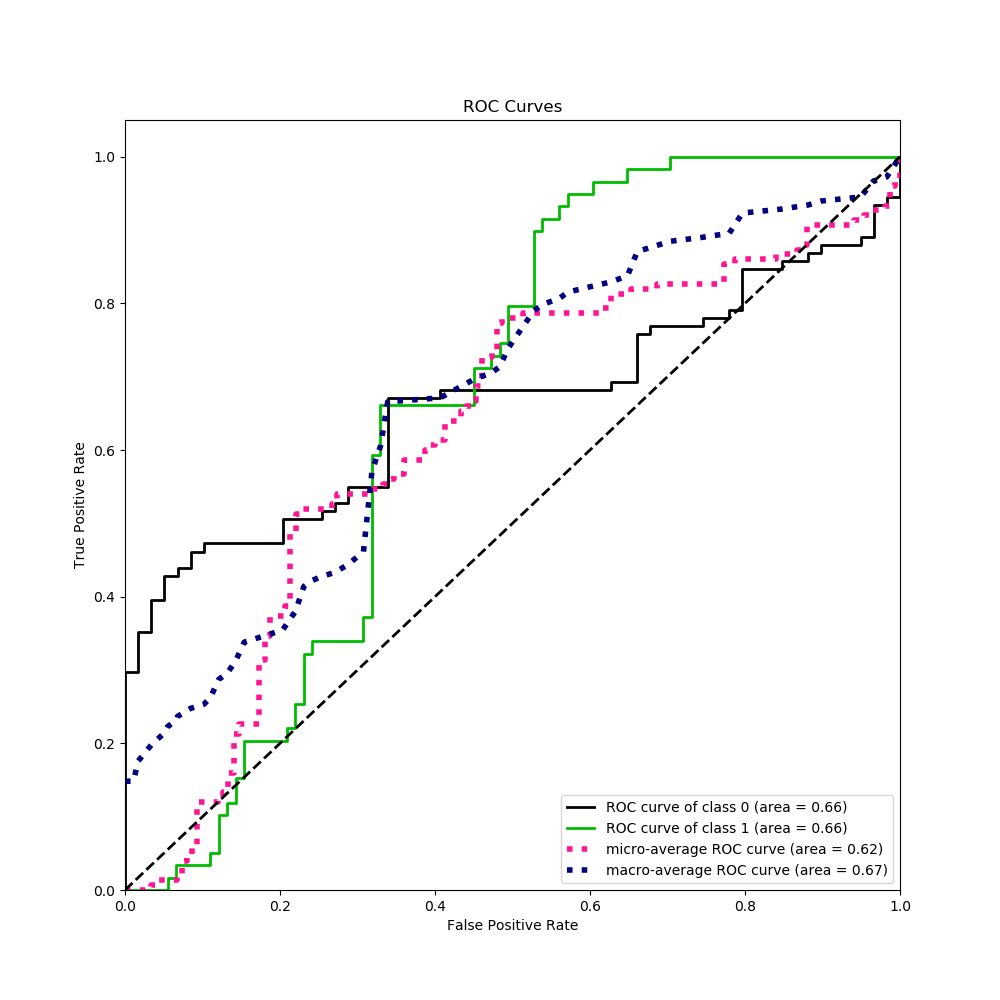 ROC Curves
True Positive Rate
1.0
0.8
0.6
0.4
0.2
0.0
0.0 0.2 0.4 0.6 0.8 1.0
False Positive Rate
ROC curve of class 0 (area = 0.66)
ROC curve of class 1 (area = 0.66)
micro-average ROC curve (area = 0.62)
macro-average ROC curve (area = 0.67)